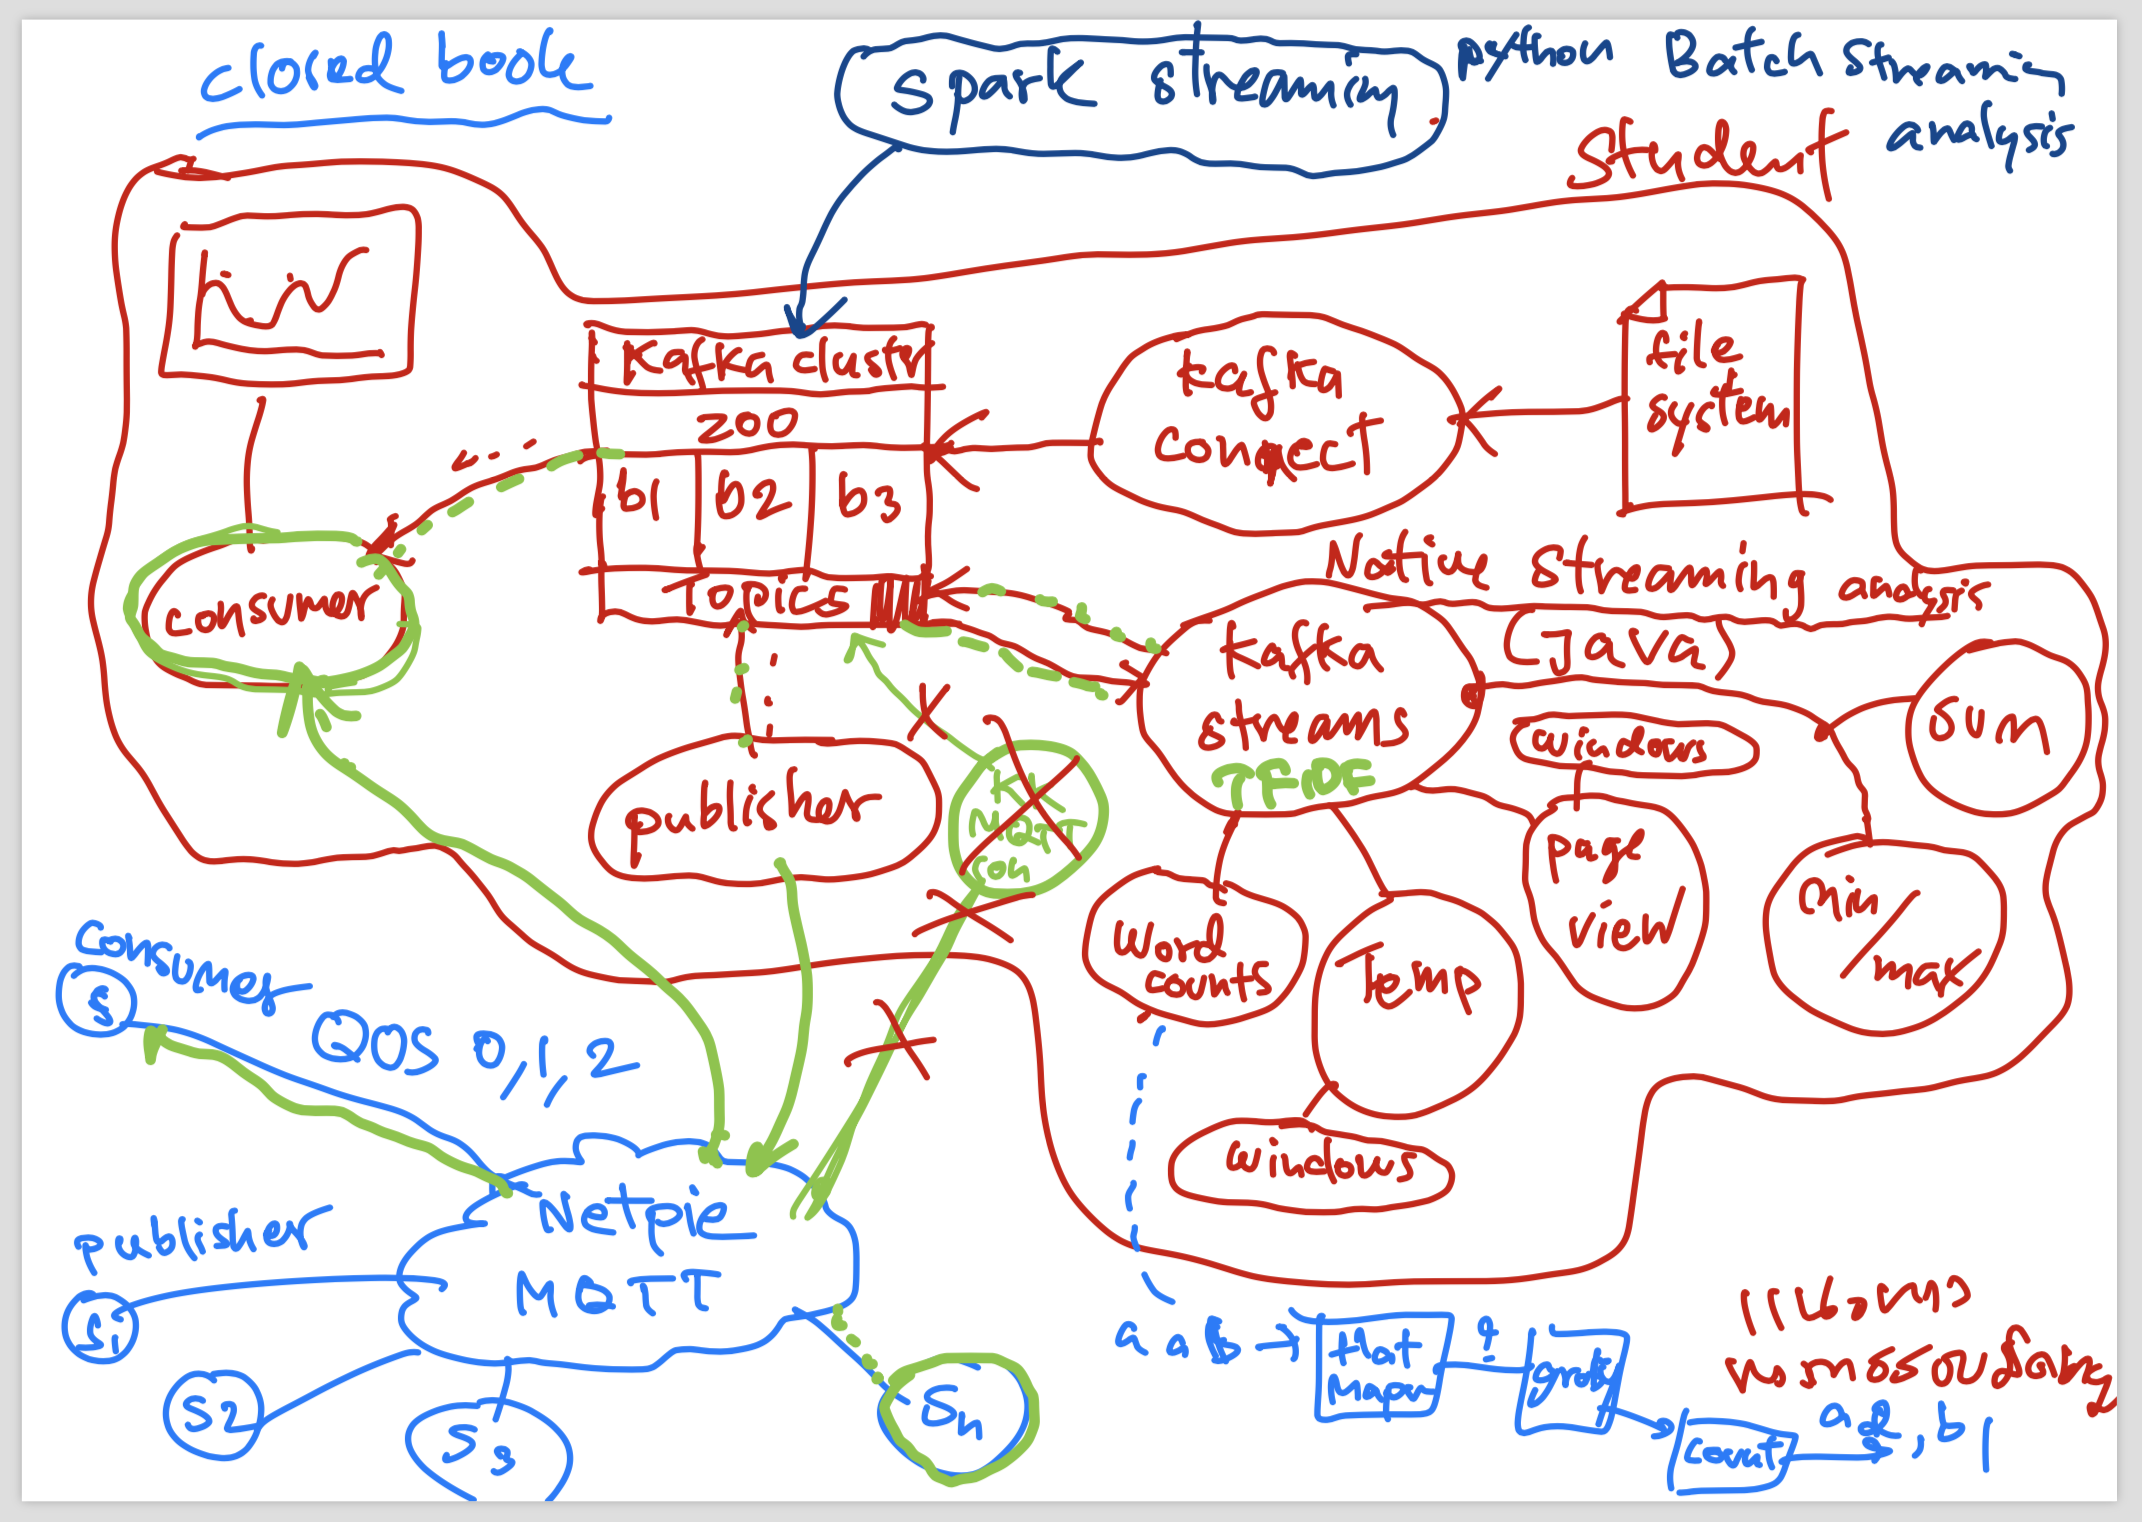 closed book
spark streaming
python Batch streaming
analysis
student
kafka cluster
zoo
b1 b2 b3
Topics
kafka
connect
file
system
consumer
Native streaming analysis
(Java)
kafka
streams
TFIDF
windows
sum
publisher
MQTT
con
page
view
min/
max
word
counts
temp
windows
consumer
S
QOS 0,1,2
Netpie
MQTT
publisher
S1
S2
S3
Sn
a a b
flat
Map
group
count
a2, b1